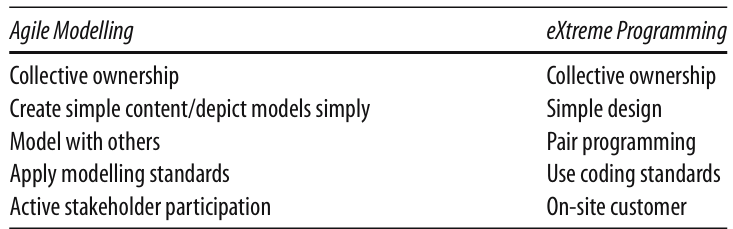 Agile Modelling eXtreme Programming
Collective ownership Collective ownership
Create simple content/depict models simply Simple design
Model with others Pair programming
Apply modelling standards Use coding standards
Active stakeholder participation On-site customer